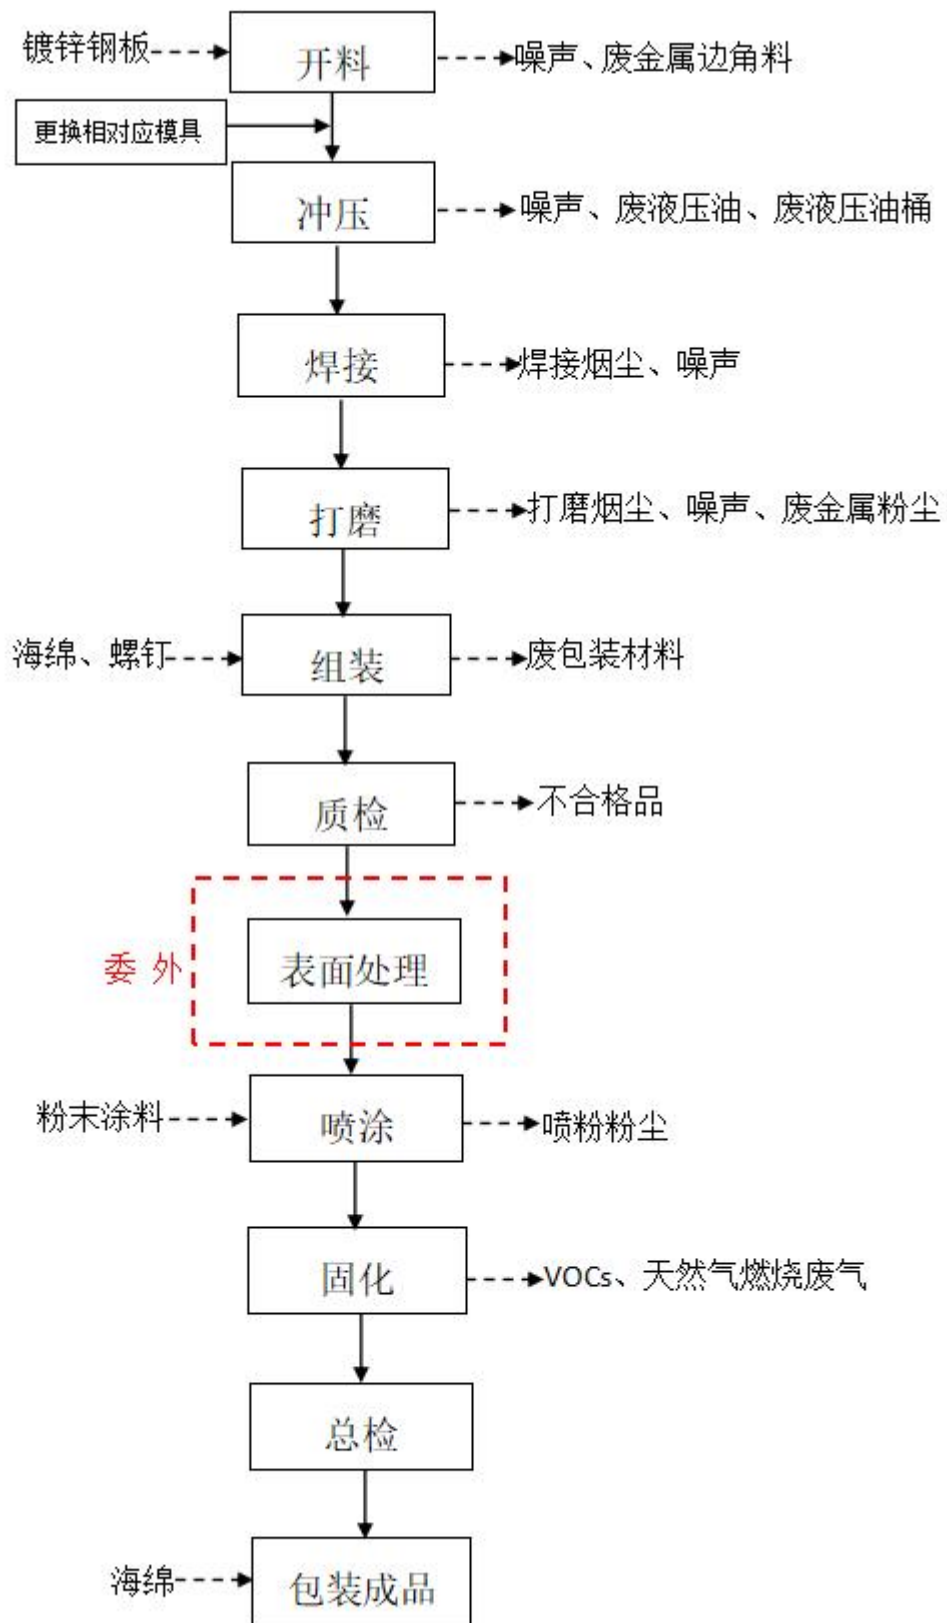 镀锌钢板
开料
噪声、废金属边角料
更换相对应模具
冲压
噪声、废液压油、废液压油桶
焊接
焊接烟尘、噪声
打磨
打磨烟尘、噪声、废金属粉尘
海绵、螺钉
组装
废包装材料
质检
不合格品
委外
表面处理
粉末涂料
喷涂
喷粉粉尘
固化
VOCs、天然气燃烧废气
总检
海绵
包装成品